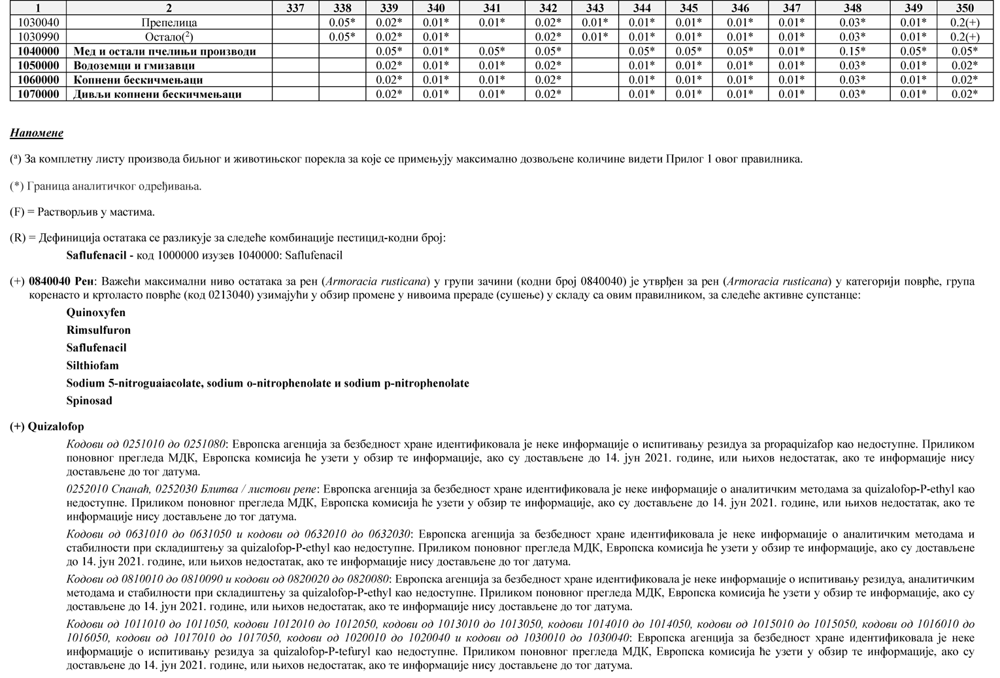 1 2 337 338 339 340 341 342 343 344 345 346 347 348 349 350
1030040 Препелица 0.05* 0.02* 0.01* 0.01* 0.02* 0.01* 0.01* 0.01* 0.01* 0.01* 0.03* 0.01* 0.2(+)
1030990 Остало(2) 0.05* 0.02* 0.01* 0.02* 0.01* 0.01* 0.01* 0.01* 0.01* 0.03* 0.01* 0.2(+)
1040000 Мед и остали пчелињи производи 0.05* 0.01* 0.05* 0.05* 0.05* 0.05* 0.05* 0.01* 0.15* 0.05* 0.05*
1050000 Водоземци и гмизавци 0.02* 0.01* 0.01* 0.02* 0.01* 0.01* 0.01* 0.01* 0.03* 0.01* 0.02*
1060000 Копнени бескичмењаци 0.02* 0.01* 0.01* 0.02* 0.01* 0.01* 0.01* 0.01* 0.03* 0.01* 0.02*
1070000 Дивљи копнени бескичмењаци 0.02* 0.01* 0.01* 0.02* 0.01* 0.01* 0.01* 0.01* 0.03* 0.01* 0.02*
Напомене
(ª) За комплетну листу производа биљног и животињског порекла за које се примењују максимално дозвољене количине видети Прилог 1 овог правилника.
(*) Граница аналитичког одређивања.
(F) = Растворљив у мастима.
(R) = Дефиниција остатака се разликује за следеће комбинације пестицид-кодни број:
Saflufenacil - код 1000000 изузев 1040000: Saflufenacil
(+) 0840040 Рен: Важећи максимални ниво остатака за рен (Armoracia rusticana) у групи зачини (кодни број 0840040) је утврђен за рен (Armoracia rusticana) у категорији поврће, група
коренасто и кртоласто поврће (код 0213040) узимајући у обзир промене у нивоима прераде (сушење) у складу са овим правилником, за следеће активне супстанце:
Quinoxyfen
Rimsulfuron
Saflufenacil
Silthiofam
Sodium 5-nitroguaiacolate, sodium o-nitrophenolate и sodium p-nitrophenolate
Spinosad
(+) Quizalofop
Кодови од 0251010 до 0251080: Европска агенција за безбедност хране идентификовала је неке информације о испитивању резидуа за propaquizafop као недоступне. Приликом
поновног прегледа МДК, Европска комисија ће узети у обзир те информације, ако су достављене до 14. јун 2021. године, или њихов недостатак, ако те информације нису
достављене до тог датума.
0252010 Спанаћ, 0252030 Блитва / листови репе: Европска агенција за безбедност хране идентификовала је неке информације о аналитичким методама за quizalofop-P-ethyl као
недоступне. Приликом поновног прегледа МДК, Европска комисија ће узети у обзир те информације, ако су достављене до 14. јун 2021. године, или њихов недостатак, ако те
информације нису достављене до тог датума.
Кодови од 0631010 до 0631050 и кодови од 0632010 до 0632030: Европска агенција за безбедност хране идентификовала је неке информације о аналитичким методама и
стабилности при складиштењу за quizalofop-P-ethyl као недоступне. Приликом поновног прегледа МДК, Европска комисија ће узети у обзир те информације, ако су достављене
до 14. јун 2021. године, или њихов недостатак, ако те информације нису достављене до тог датума.
Кодови од 0810010 до 0810090 и кодови од 0820020 до 0820080: Европска агенција за безбедност хране идентификовала је неке информације о испитивању резидуа, аналитичким
методама и стабилности при складиштењу за quizalofop-P-ethyl као недоступне. Приликом поновног прегледа МДК, Европска комисија ће узети у обзир те информације, ако су
достављене до 14. јун 2021. године, или њихов недостатак, ако те информације нису достављене до тог датума.
Кодови од 1011010 до 1011050, кодови 1012010 до 1012050, кодови од 1013010 до 1013050, кодови 1014010 до 1014050, кодови од 1015010 до 1015050, кодови од 1016010 до
1016050, кодови од 1017010 до 1017050, кодови од 1020010 до 1020040 и кодови од 1030010 до 1030040: Европска агенција за безбедност хране идентификовала је неке
информације о испитивању резидуа за quizalofop-P-tefuryl као недоступне. Приликом поновног прегледа МДК, Европска комисија ће узети у обзир те информације, ако су
достављене до 14. јун 2021. године, или њихов недостатак, ако те информације нису достављене до тог датума.